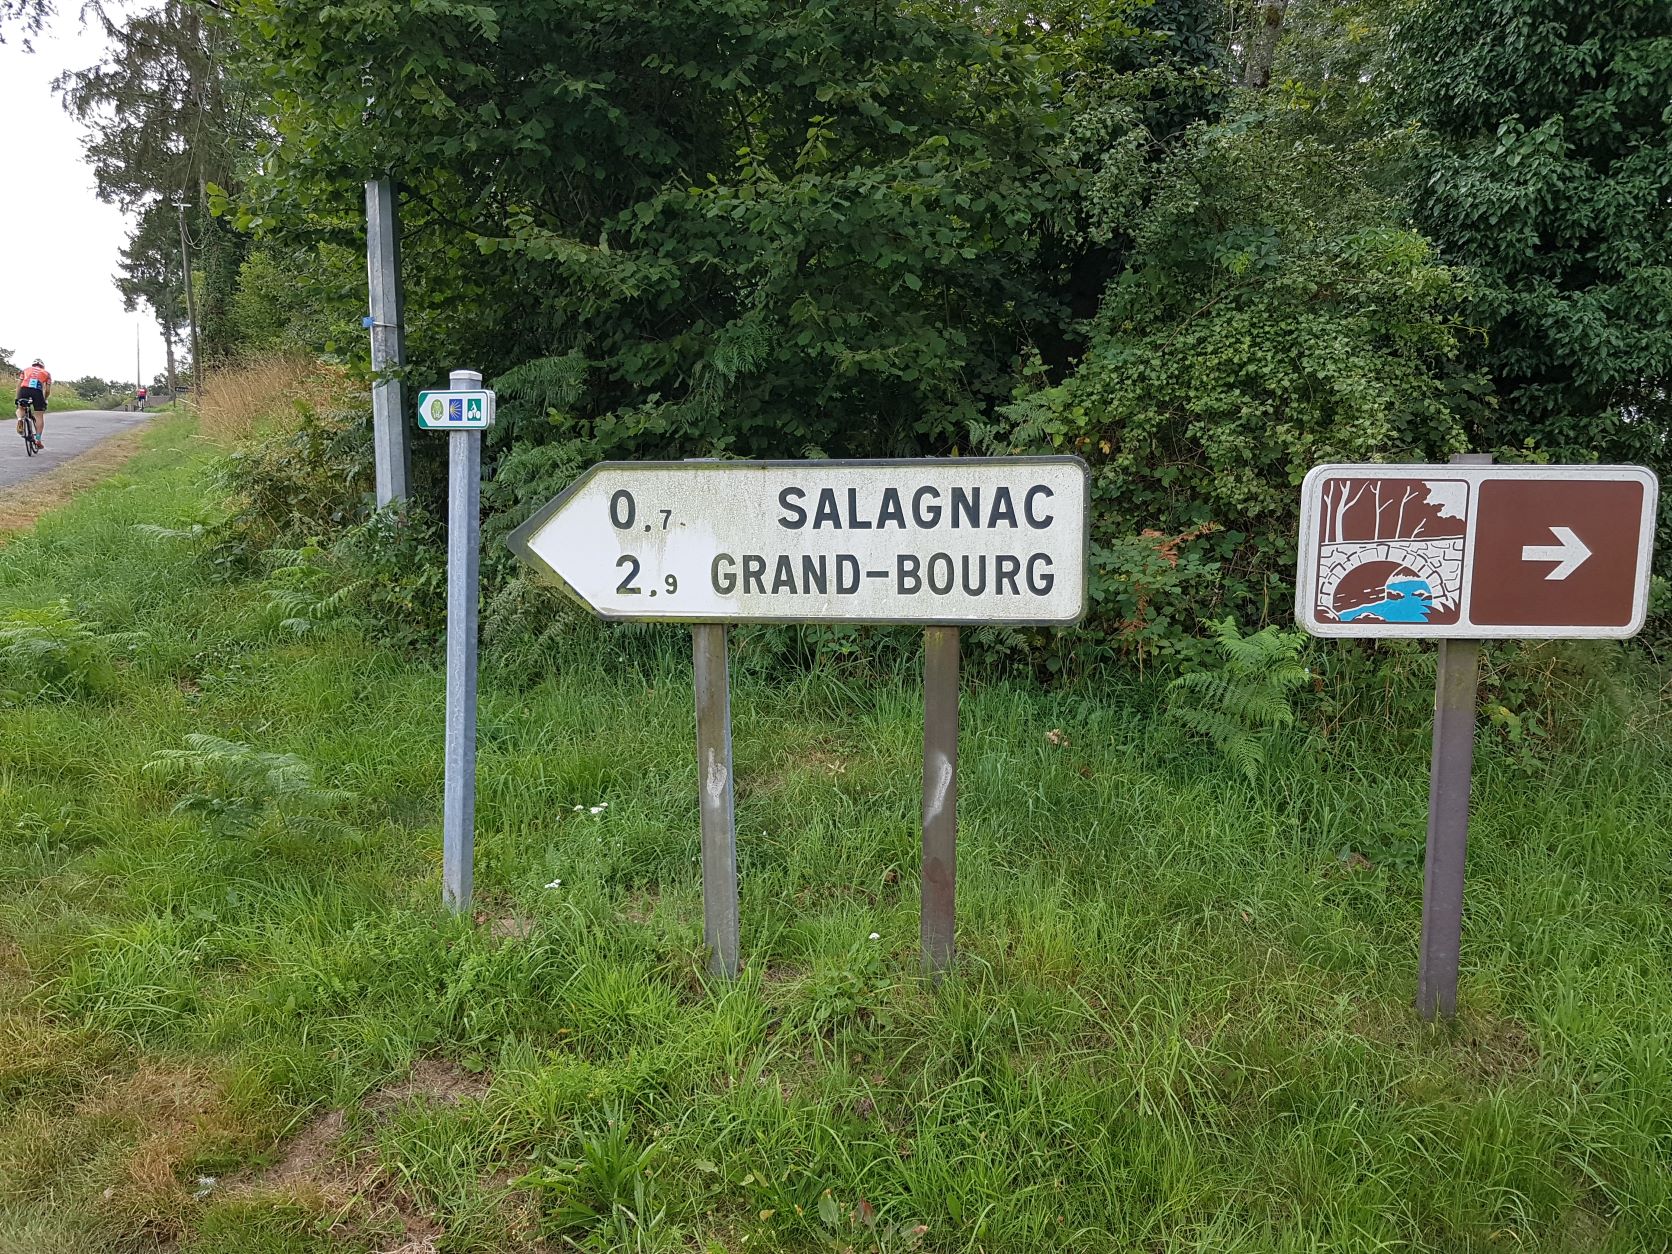 0,7 SALAGNAC
2,9 GRAND-BOURG